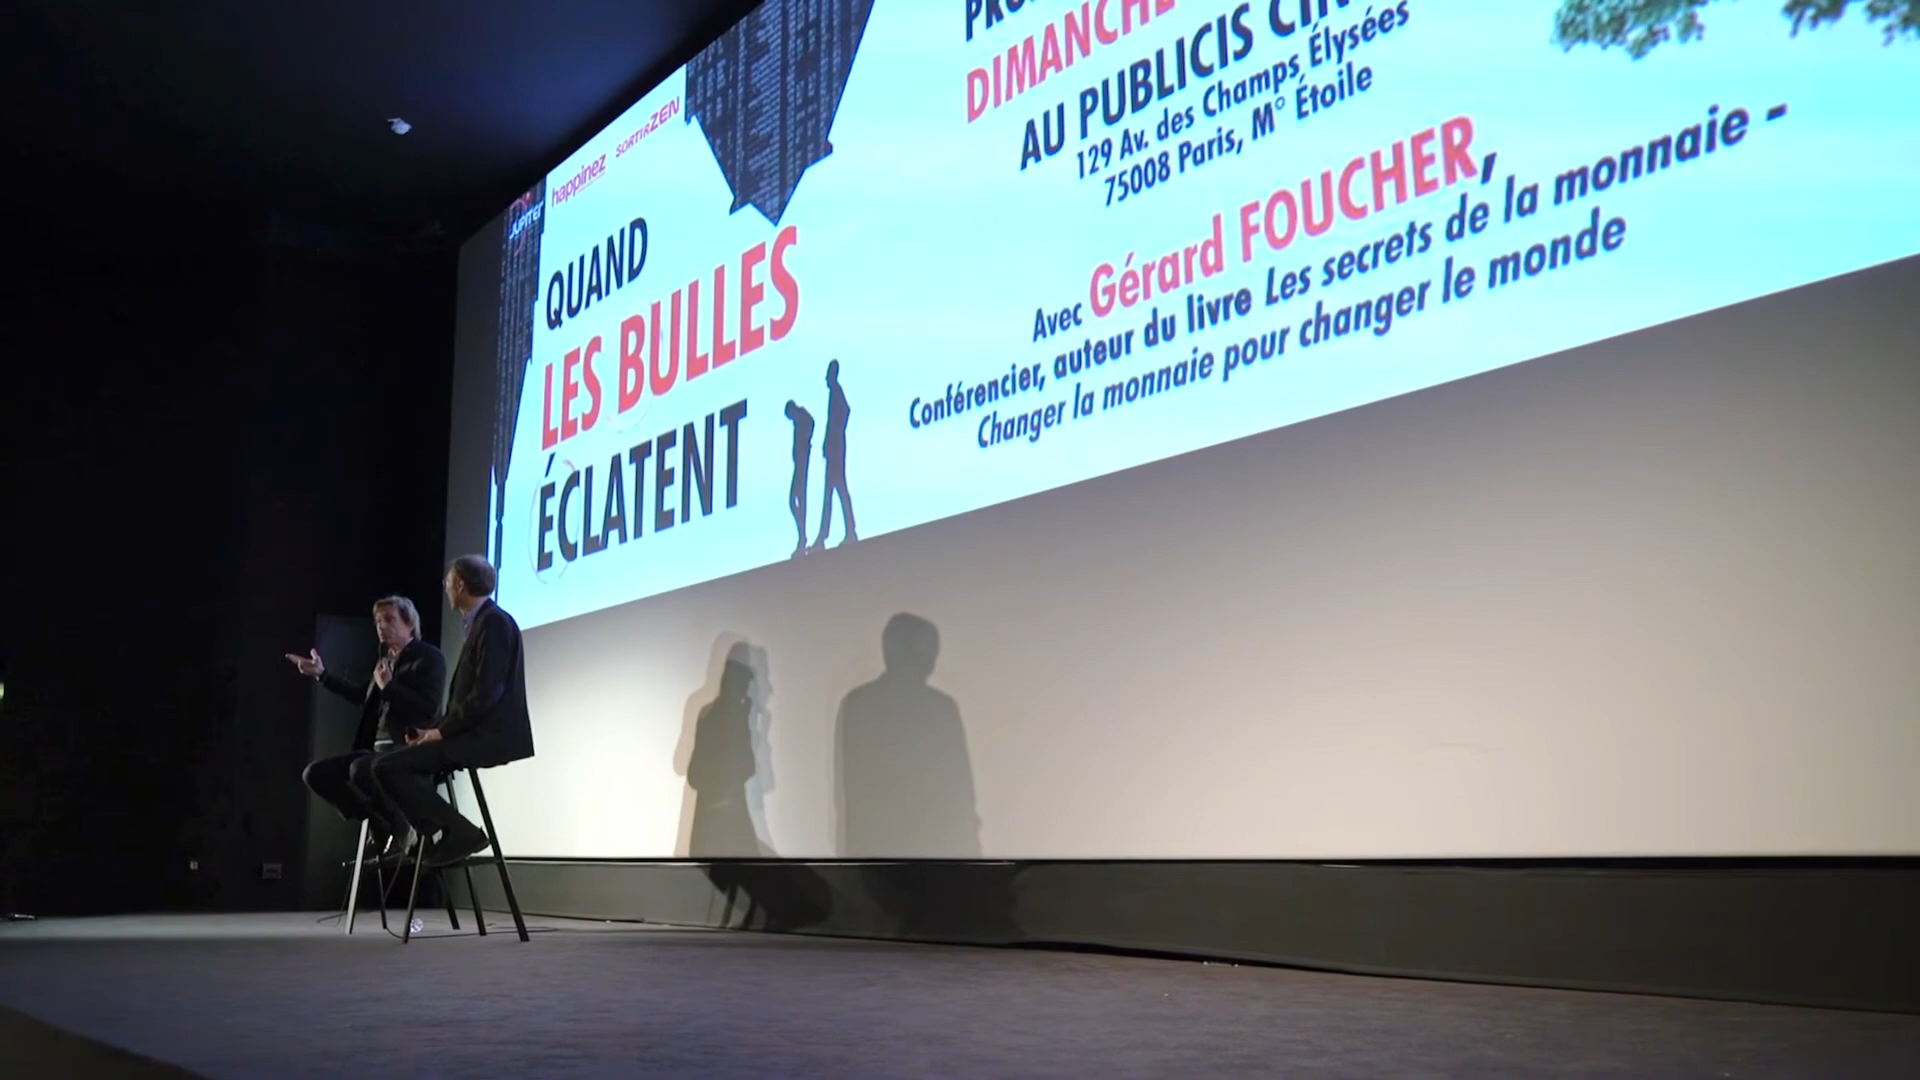 JUPITER
happinez
SORTIRZEN
QUAND
LES BULLES
ÉCLATENT
DIMANCHE
AU PUBLICIS
129 Av. des Champs Élysées
75008 Paris, M° Étoile
Avec Gérard FOUCHER,
Conférencier, auteur du livre Les secrets de la monnaie -
Changer la monnaie pour changer le monde